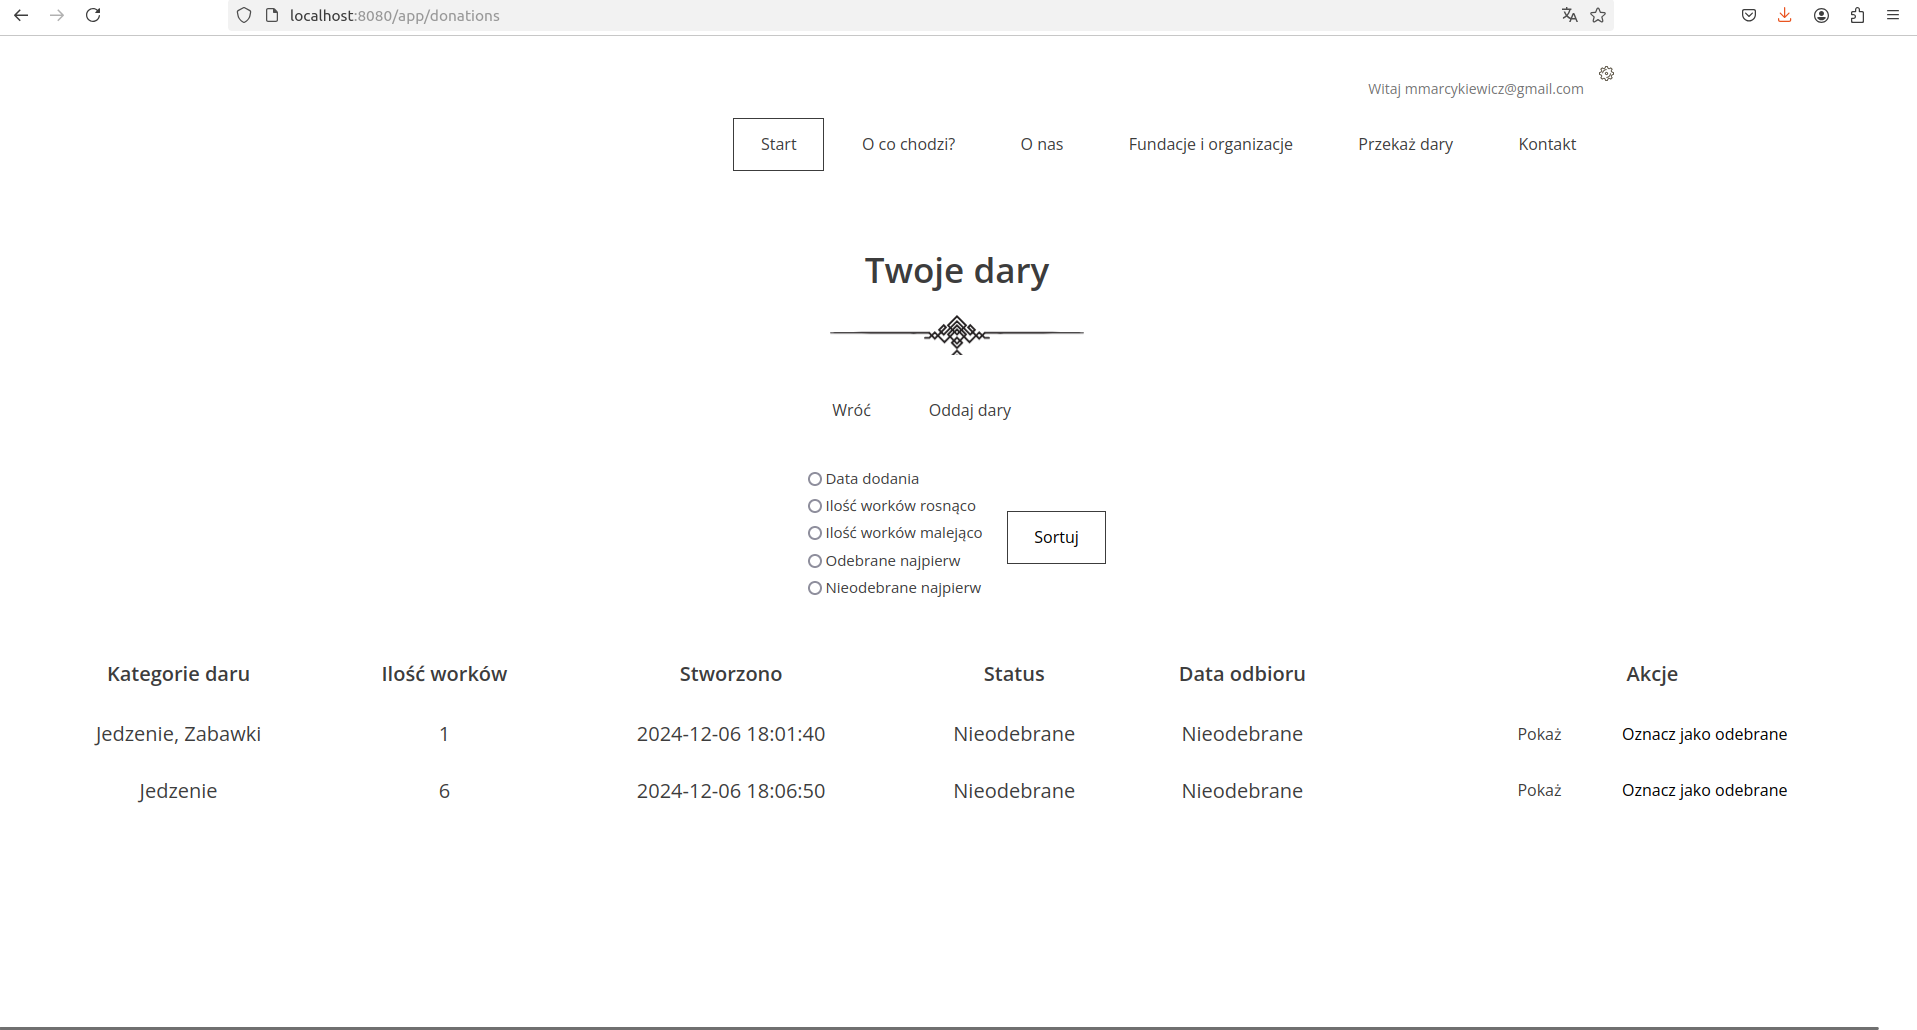 localhost:8080/app/donations
Witaj mmarcykiewicz@gmail.com
Start O co chodzi? O nas Fundacje i organizacje Przekaż dary Kontakt
Twoje dary
Wróć Oddaj dary
Data dodania
Ilość worków rosnąco
Ilość worków malejąco
Odebrane najpierw
Nieodebrane najpierw
Sortuj
Kategorie daru Ilość worków Stworzono Status Data odbioru Akcje
Jedzenie, Zabawki 1 2024-12-06 18:01:40 Nieodebrane Nieodebrane Pokaż Oznacz jako odebrane
Jedzenie 6 2024-12-06 18:06:50 Nieodebrane Nieodebrane Pokaż Oznacz jako odebrane